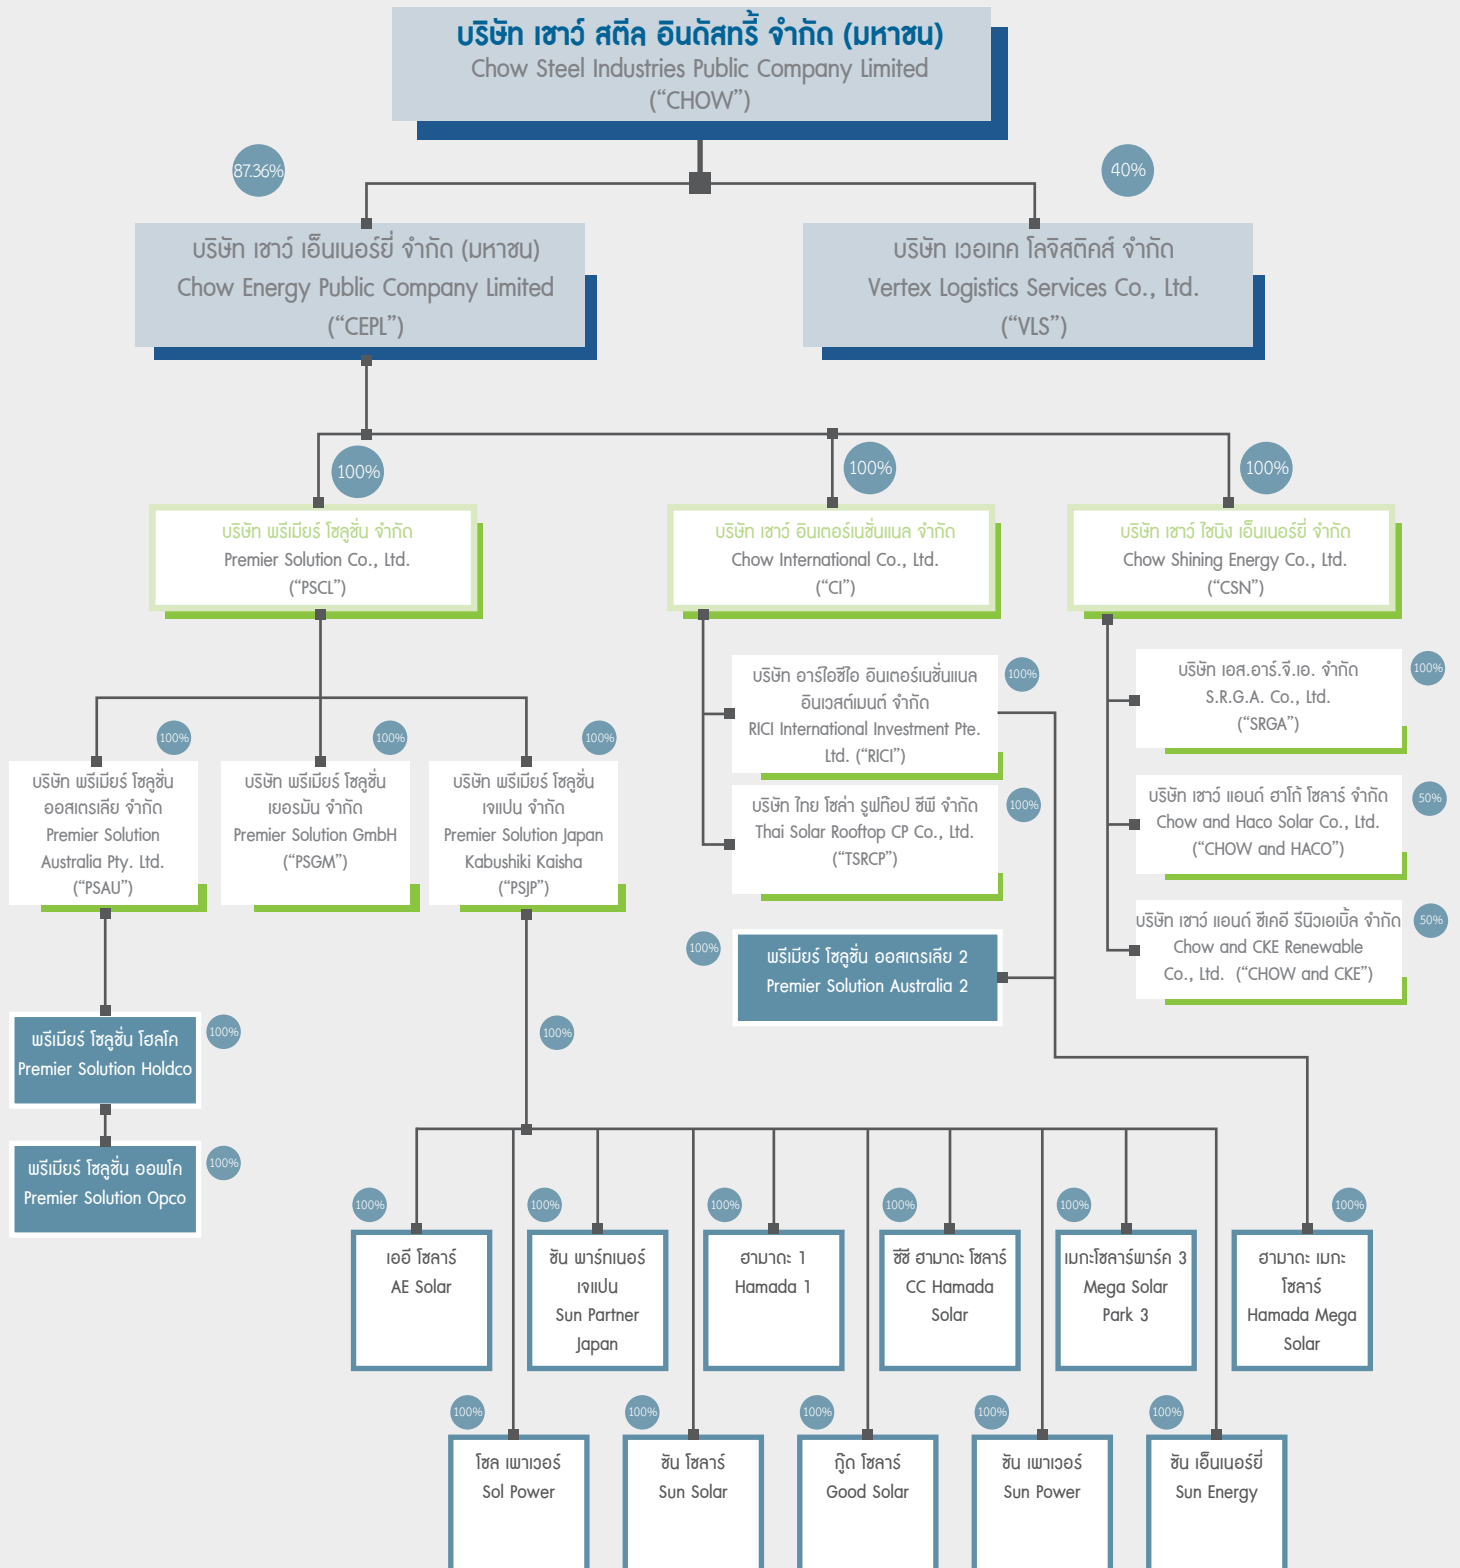 บริษัท เชาว์ สตีล อินดัสทรี้ จำกัด (มหาชน)
Chow Steel Industries Public Company Limited
(“CHOW”)
87.36%
40%
บริษัท เชาว์ เอ็นเนอร์ยี่ จำกัด (มหาชน)
Chow Energy Public Company Limited
(“CEPL”)
บริษัท เวอเทค โลจิสติคส์ จำกัด
Vertex Logistics Services Co., Ltd.
(“VLS”)
100%
100%
100%
บริษัท พรีเมียร์ โซลูชั่น จำกัด
Premier Solution Co., Ltd.
(“PSCL”)
บริษัท เชาว์ อินเตอร์เนชั่นแนล จำกัด
Chow International Co., Ltd.
(“CI”)
บริษัท เชาว์ ไชนิง เอ็นเนอร์ยี่ จำกัด
Chow Shining Energy Co., Ltd.
(“CSN”)
บริษัท อาร์ไอซีไอ อินเตอร์เนชั่นแนล
อินเวสต์เมนต์ จำกัด
RICI International Investment Pte.
Ltd. (“RICI”)
100%
บริษัท เอส.อาร์.จี.เอ. จำกัด
S.R.G.A. Co., Ltd.
(“SRGA”)
100%
100%
100%
100%
บริษัท พรีเมียร์ โซลูชั่น
ออสเตรเลีย จำกัด
Premier Solution
Australia Pty. Ltd.
(“PSAU”)
บริษัท พรีเมียร์ โซลูชั่น
เยอรมัน จำกัด
Premier Solution GmbH
(“PSGM”)
บริษัท พรีเมียร์ โซลูชั่น
เจแปน จำกัด
Premier Solution Japan
Kabushiki Kaisha
(“PSJP”)
บริษัท ไทย โซล่า รูฟท๊อป ซีพี จำกัด
Thai Solar Rooftop CP Co., Ltd.
(“TSRCP”)
100%
บริษัท เชาว์ แอนด์ ฮาโก้ โซลาร์ จำกัด
Chow and Haco Solar Co., Ltd.
(“CHOW and HACO”)
50%
บริษัท เชาว์ แอนด์ ซีเคอี รีนิวเอเบิ้ล จำกัด
Chow and CKE Renewable
Co., Ltd. (“CHOW and CKE”)
50%
100%
พรีเมียร์ โซลูชั่น ออสเตรเลีย 2
Premier Solution Australia 2
พรีเมียร์ โซลูชั่น โฮลโค
Premier Solution Holdco
100%
100%
พรีเมียร์ โซลูชั่น ออพโค
Premier Solution Opco
100%
100%
100%
100%
100%
100%
100%
เออี โซลาร์
AE Solar
ซัน พาร์ทเนอร์
เจแปน
Sun Partner
Japan
ฮามาดะ 1
Hamada 1
ซีซี ฮามาดะ โซลาร์
CC Hamada
Solar
เมกะโซลาร์พาร์ค 3
Mega Solar
Park 3
ฮามาดะ เมกะ
โซลาร์
Hamada Mega
Solar
100%
100%
100%
100%
100%
โซล เพาเวอร์
Sol Power
ซัน โซลาร์
Sun Solar
กู๊ด โซลาร์
Good Solar
ซัน เพาเวอร์
Sun Power
ซัน เอ็นเนอร์ยี่
Sun Energy